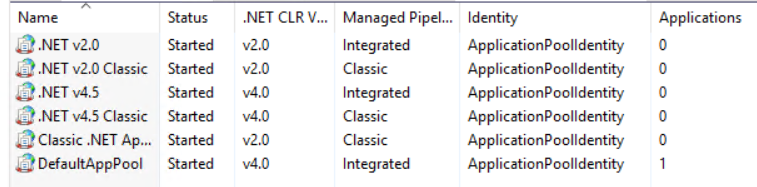 Name Status .NET CLR V... Managed Pipel... Identity Applications
.NET v2.0 Started v2.0 Integrated ApplicationPoolIdentity 0
.NET v2.0 Classic Started v2.0 Classic ApplicationPoolIdentity 0
.NET v4.5 Started v4.0 Integrated ApplicationPoolIdentity 0
.NET v4.5 Classic Started v4.0 Classic ApplicationPoolIdentity 0
Classic .NET Ap... Started v2.0 Classic ApplicationPoolIdentity 0
DefaultAppPool Started v4.0 Integrated ApplicationPoolIdentity 1